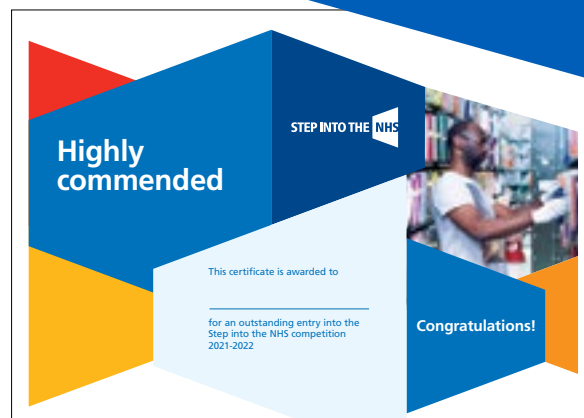 Highly
commended
STEP INTO THE NHS
This certificate is awarded to
for an outstanding entry into the
Step into the NHS competition
2021-2022
Congratulations!